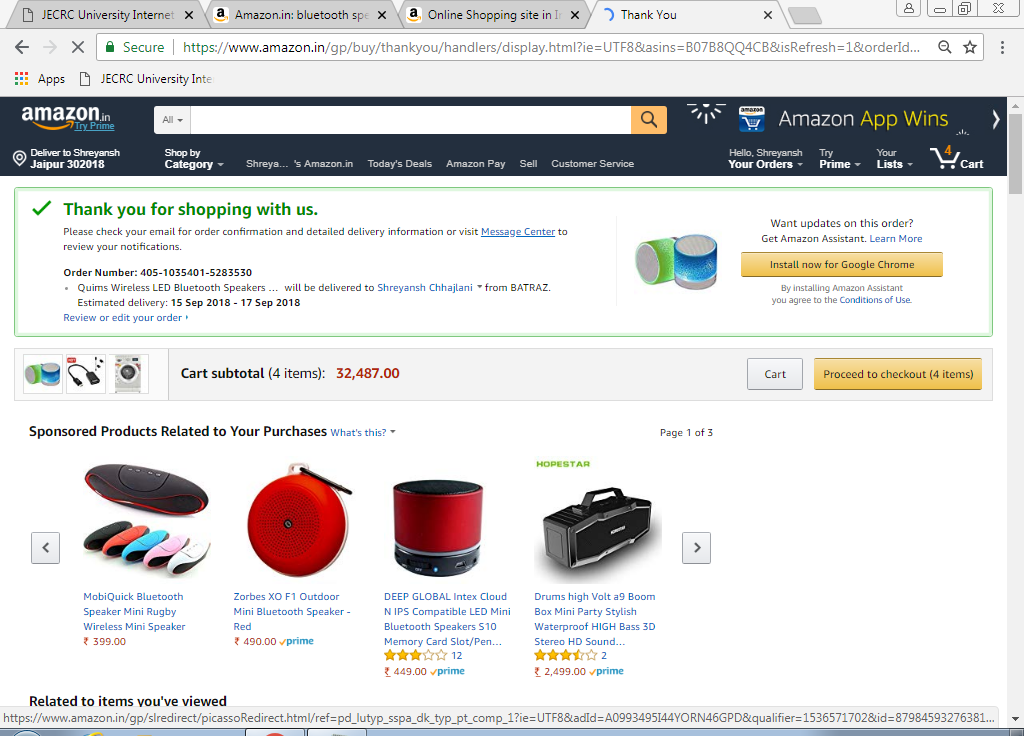 JECRC University Internet
Amazon.in: bluetooth spe
Online Shopping site in I
Thank You
Secure
https://www.amazon.in/gp/buy/thankyou/handlers/display.html?ie=UTF8&asins=B07B8QQ4CB&isRefresh=1&orderId...
Apps
JECRC University Inte
amazon.in
Try Prime
All
amazon
Amazon App Wins
Deliver to Shreyansh
Jaipur 302018
Shop by
Category
Shreya... 's Amazon.in
Today's Deals
Amazon Pay
Sell
Customer Service
Hello, Shreyansh
Your Orders
Try
Prime
Your
Lists
4
Cart
Thank you for shopping with us.
Please check your email for order confirmation and detailed delivery information or visit Message Center to
review your notifications.
Order Number: 405-1035401-5283530
Quims Wireless LED Bluetooth Speakers ... will be delivered to Shreyansh Chhajlani from BATRAZ.
Estimated delivery: 15 Sep 2018 - 17 Sep 2018
Review or edit your order
Want updates on this order?
Get Amazon Assistant. Learn More
Install now for Google Chrome
By installing Amazon Assistant
you agree to the Conditions of Use.
Cart subtotal (4 items): 32,487.00
Cart
Proceed to checkout (4 items)
Sponsored Products Related to Your Purchases What's this?
Page 1 of 3
MobiQuick Bluetooth
Speaker Mini Rugby
Wireless Mini Speaker
₹ 399.00
Zorbes XO F1 Outdoor
Mini Bluetooth Speaker -
Red
₹ 490.00 prime
DEEP GLOBAL Intex Cloud
N IPS Compatible LED Mini
Bluetooth Speakers S10
Memory Card Slot/Pen...
12
₹ 449.00 prime
HOPESTAR
HOPESTAR
Drums high Volt a9 Boom
Box Mini Party Stylish
Waterproof HIGH Bass 3D
Stereo HD Sound...
2
₹ 2,499.00 prime
Related to items you've viewed
https://www.amazon.in/gp/slredirect/picassoRedirect.html/ref=pd_lutyp_sspa_dk_typ_pt_comp_1?ie=UTF8&adId=A0993495I44YORN46GPD&qualifier=1536571702&id=87984593276381...